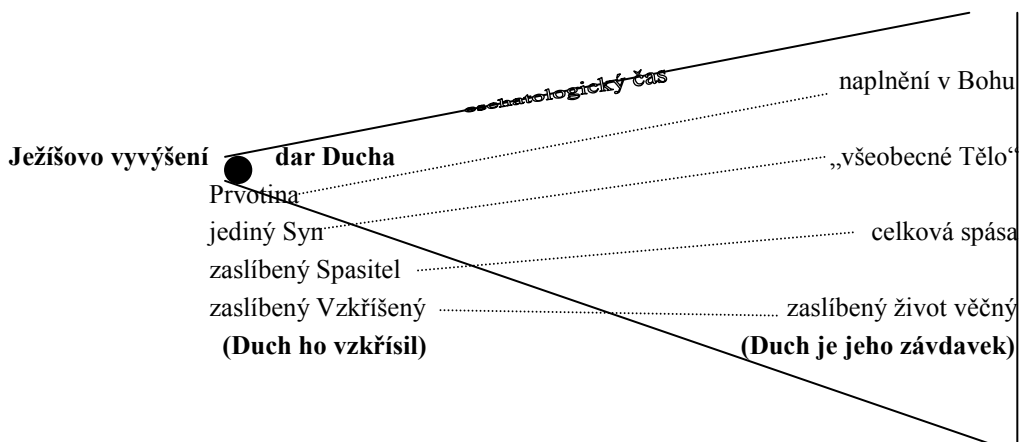 eschatologický čas
naplnění v Bohu
Ježíšovo vyvýšení dar Ducha „všeobecné Tělo“
Prvotina
jediný Syn celková spása
zaslíbený Spasitel
zaslíbený Vzkříšený zaslíbený život věčný
(Duch ho vzkřísil) (Duch je jeho závdavek)